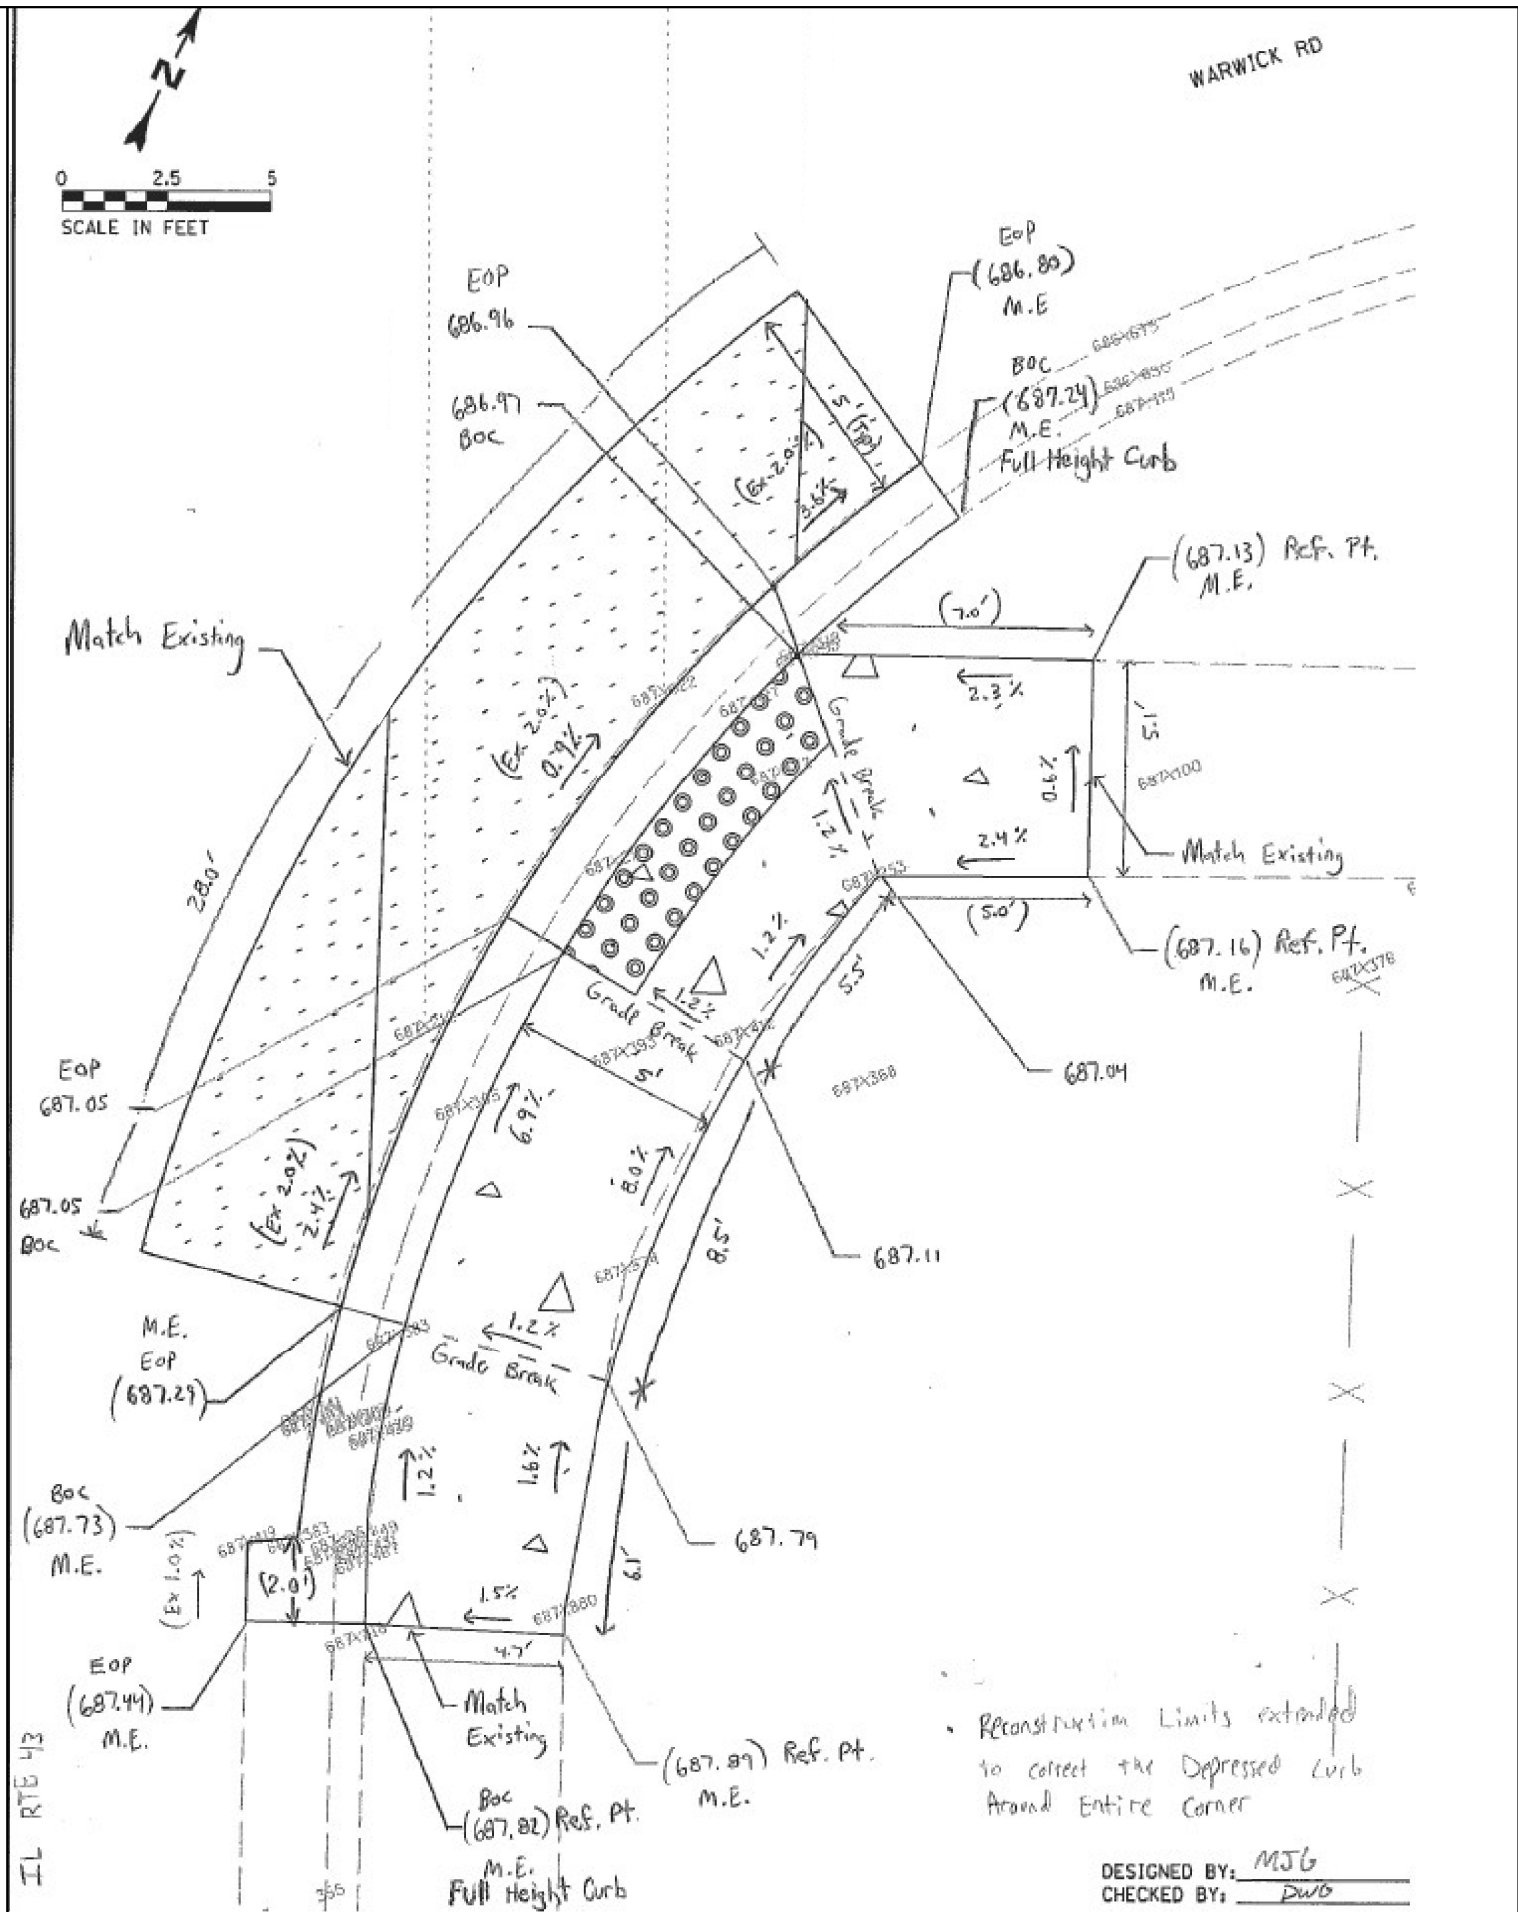 WARWICK RD
N
0 2.5 5
SCALE IN FEET
EOP
686.96
686.97
BOC
EOP
(686.80)
M.E
BOC
(687.24)
M.E.
Full Height Curb
5' (Typ)
(Ex 2.0%)
3.6%
(687.13) Ref. Pt.
M.E.
(7.0')
2.3%
5.1'
0.6%
2.4%
(5.0')
687X100
Match Existing
(687.16) Ref. Pt.
M.E.
687X378
Match Existing
(Ex 2.0%)
0.9%
Grade Break
1.2%
1.2%
5.5'
28.0'
Grade Break
1.2%
687X393
5'
687X368
687.04
EOP
687.05
687.05
BOC
6.9%
8.0%
8.5'
687.11
(Ex 2.0%)
2.4%
1.2%
Grade Break
M.E.
EOP
(687.29)
BOC
(687.73)
M.E.
1.2%
1.6%
6.1'
687.79
(Ex 1.0%)
(2.0')
1.5%
687X880
4.7'
EOP
(687.44)
M.E.
Match
Existing
(687.89) Ref. Pt.
M.E.
BOC
(687.82) Ref. Pt.
M.E.
Full Height Curb
IL RTE 43
• Reconstruction Limits extended
to correct the Depressed Curb
Around Entire Corner
DESIGNED BY: MJG
CHECKED BY: DWG